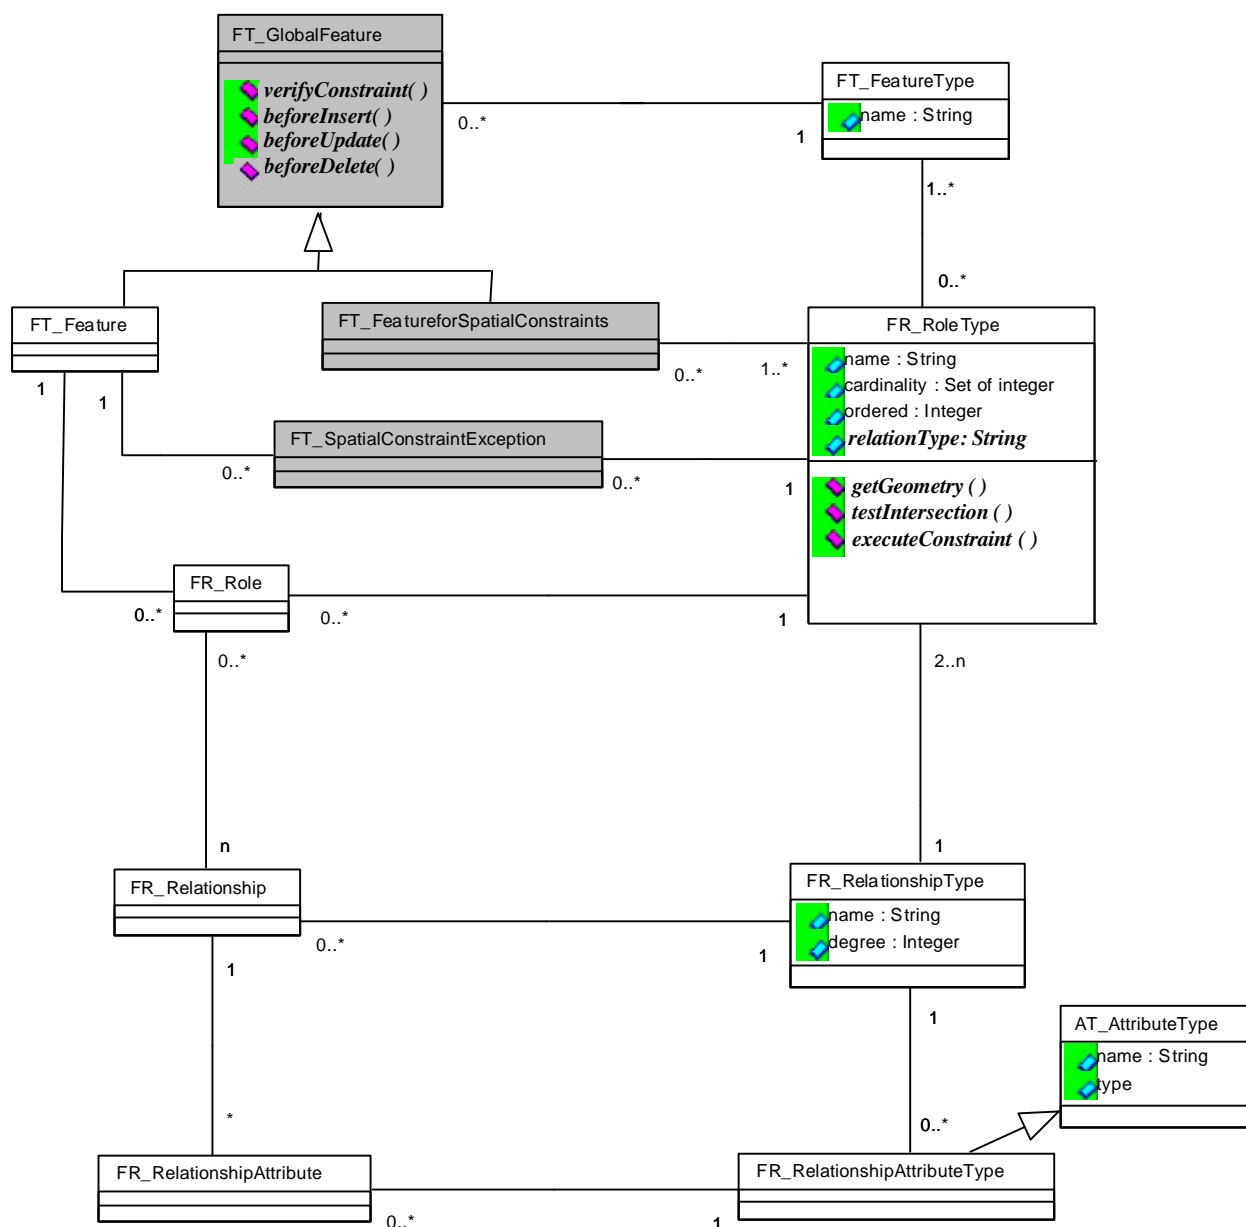 FT_GlobalFeature
verifyConstraint( )
beforeInsert( )
beforeUpdate( )
beforeDelete( )
FT_FeatureType
name : String
0..*
1
1..*
0..*
FT_Feature
FT_FeatureforSpatialConstraints
FR_RoleType
name : String
cardinality : Set of integer
ordered : Integer
relationType: String
getGeometry ( )
testIntersection ( )
executeConstraint ( )
0..*
1..*
1
1
FT_SpatialConstraintException
0..*
0..*
1
FR_Role
0..*
0..*
1
0..*
2..n
n
1
FR_Relationship
FR_RelationshipType
name : String
degree : Integer
0..*
1
1
1
AT_AttributeType
name : String
type
*
0..*
FR_RelationshipAttribute
FR_RelationshipAttributeType
0..*
1